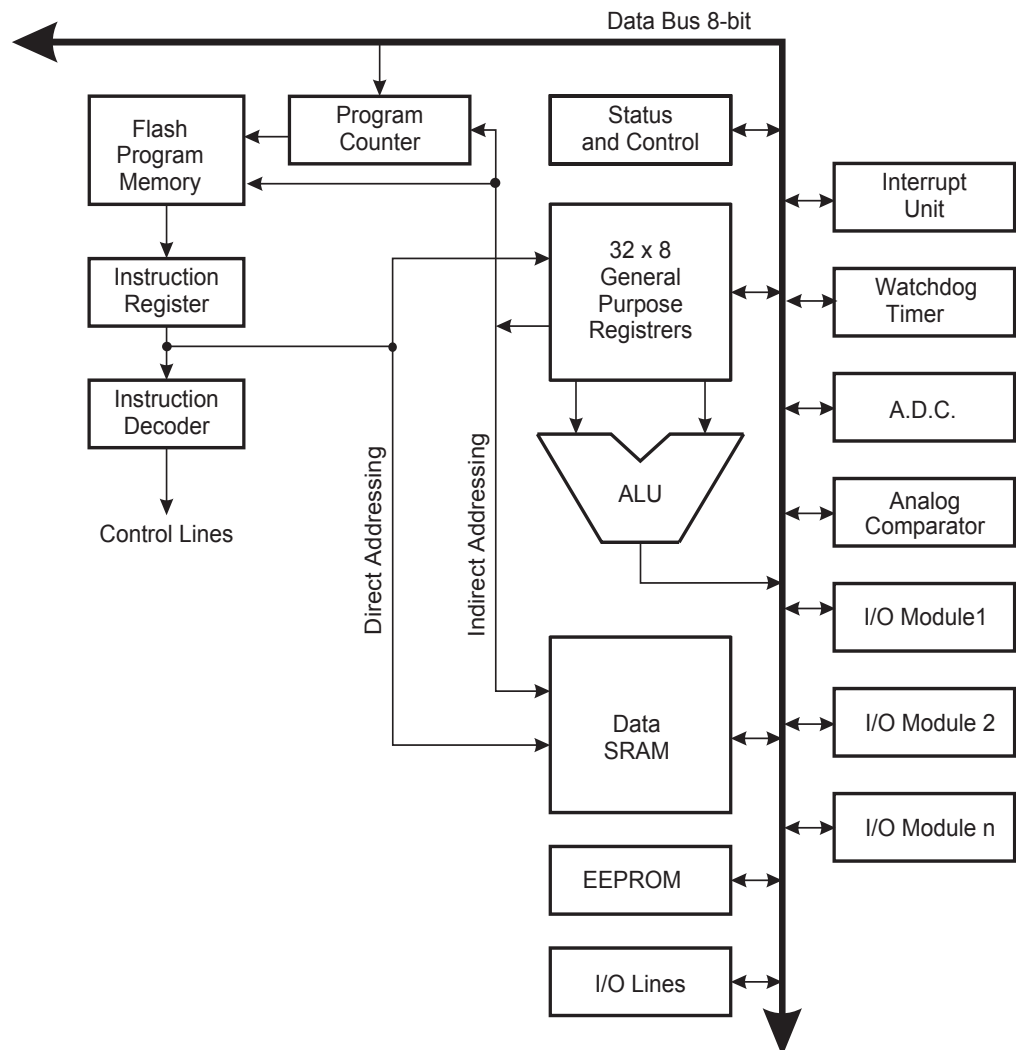 Data Bus 8-bit
Flash
Program
Memory
Program
Counter
Status
and Control
Interrupt
Unit
32 x 8
General
Purpose
Registrers
Instruction
Register
Watchdog
Timer
Instruction
Decoder
A.D.C.
Direct Addressing
Indirect Addressing
ALU
Analog
Comparator
Control Lines
I/O Module1
Data
SRAM
I/O Module 2
I/O Module n
EEPROM
I/O Lines